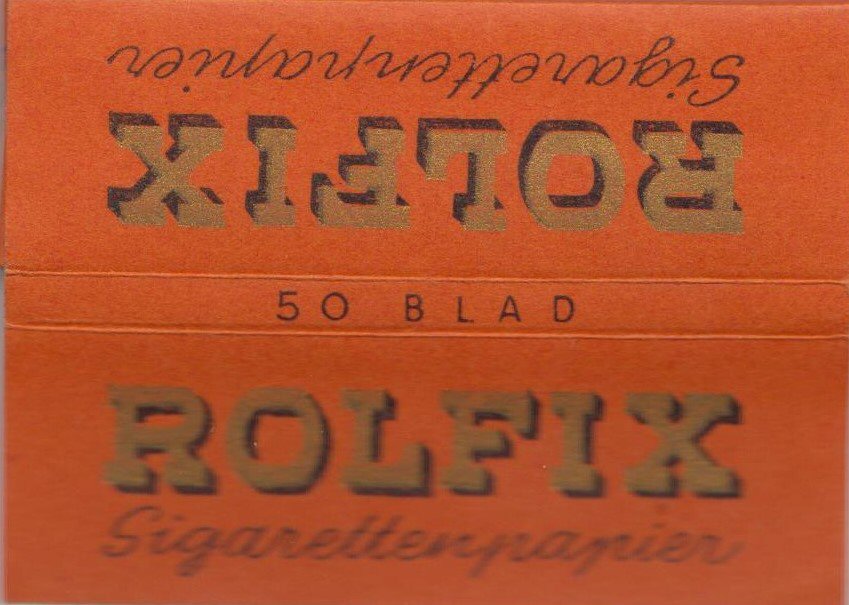 Sigarettenpapier
ROLFIX
50 BLAD
ROLFIX
Sigarettenpapier